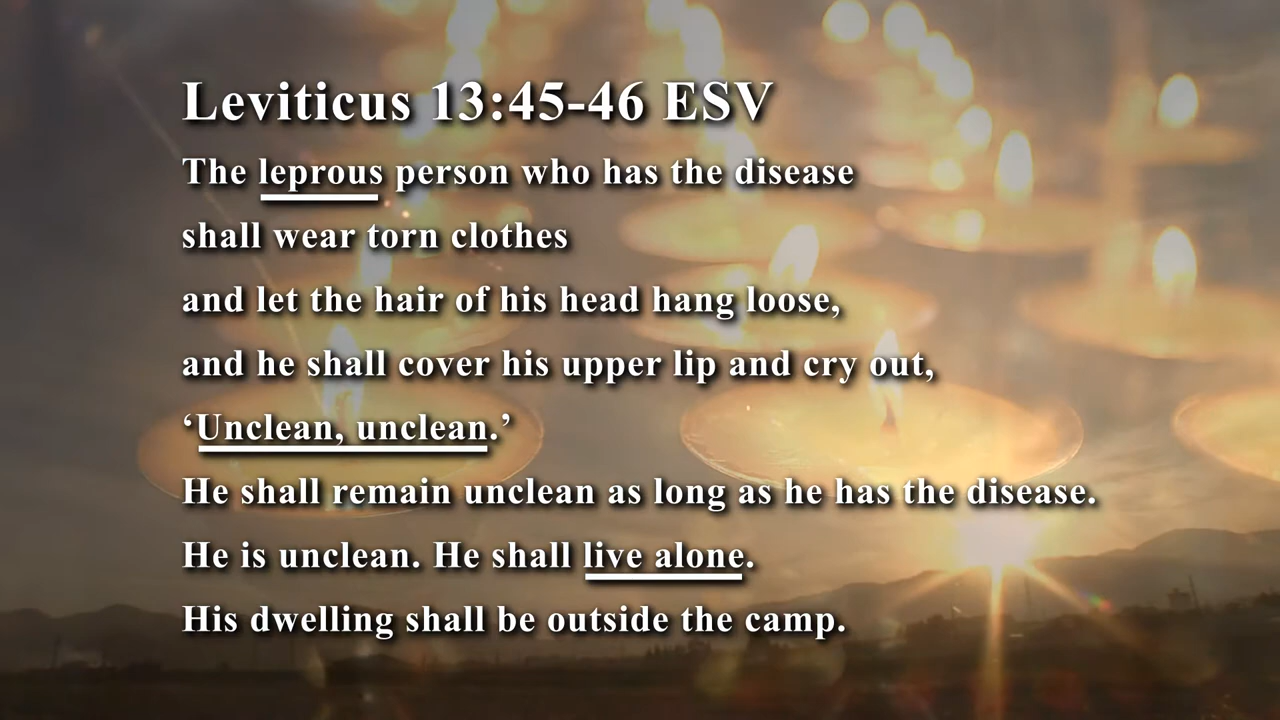 Leviticus 13:45-46 ESV
The leprous person who has the disease
shall wear torn clothes
and let the hair of his head hang loose,
and he shall cover his upper lip and cry out,
‘Unclean, unclean.’
He shall remain unclean as long as he has the disease.
He is unclean. He shall live alone.
His dwelling shall be outside the camp.